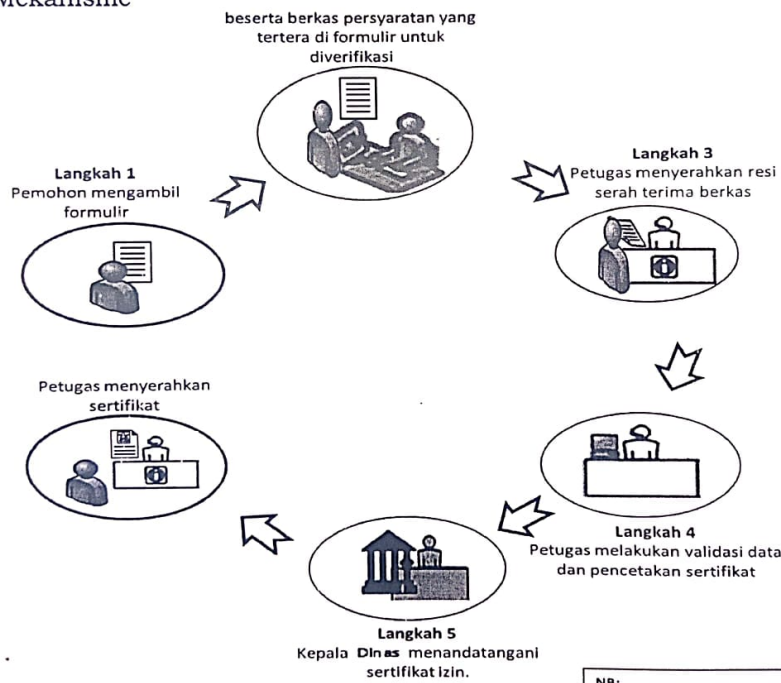 Mekanisme
beserta berkas persyaratan yang
tertera di formulir untuk
diverifikasi
Langkah 1
Pemohon mengambil
formulir
Langkah 3
Petugas menyerahkan resi
serah terima berkas
Langkah 4
Petugas melakukan validasi data
dan pencetakan sertifikat
Langkah 5
Kepala Dinas menandatangani
sertifikat izin.
Petugas menyerahkan
sertifikat
NB: